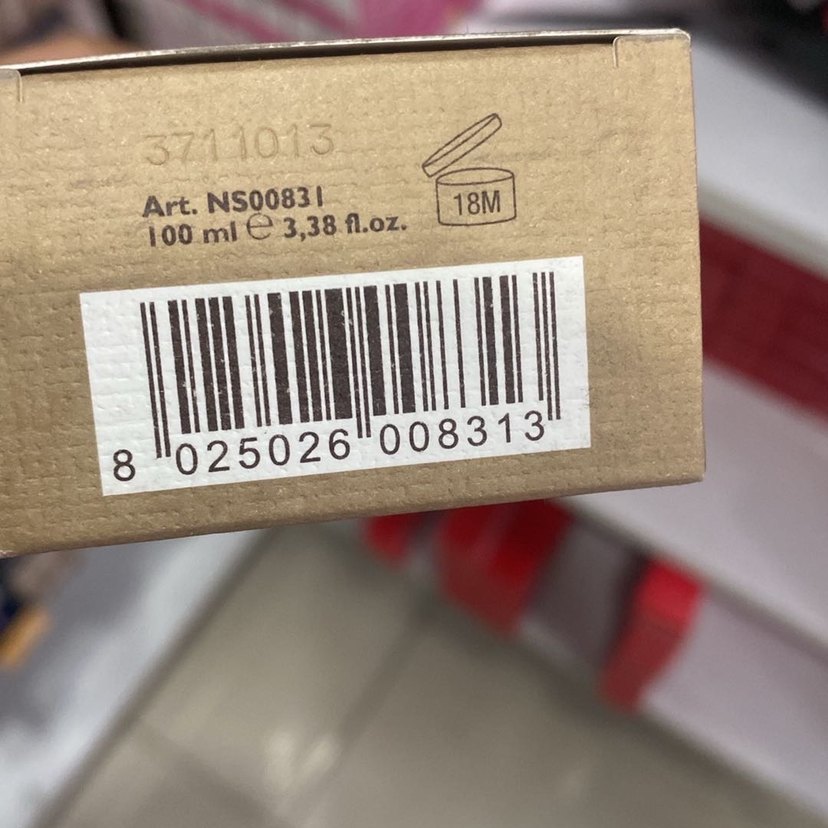 3711013
Art. NS00831
100 ml ℮ 3,38 fl.oz.
18M
8 025026 008313